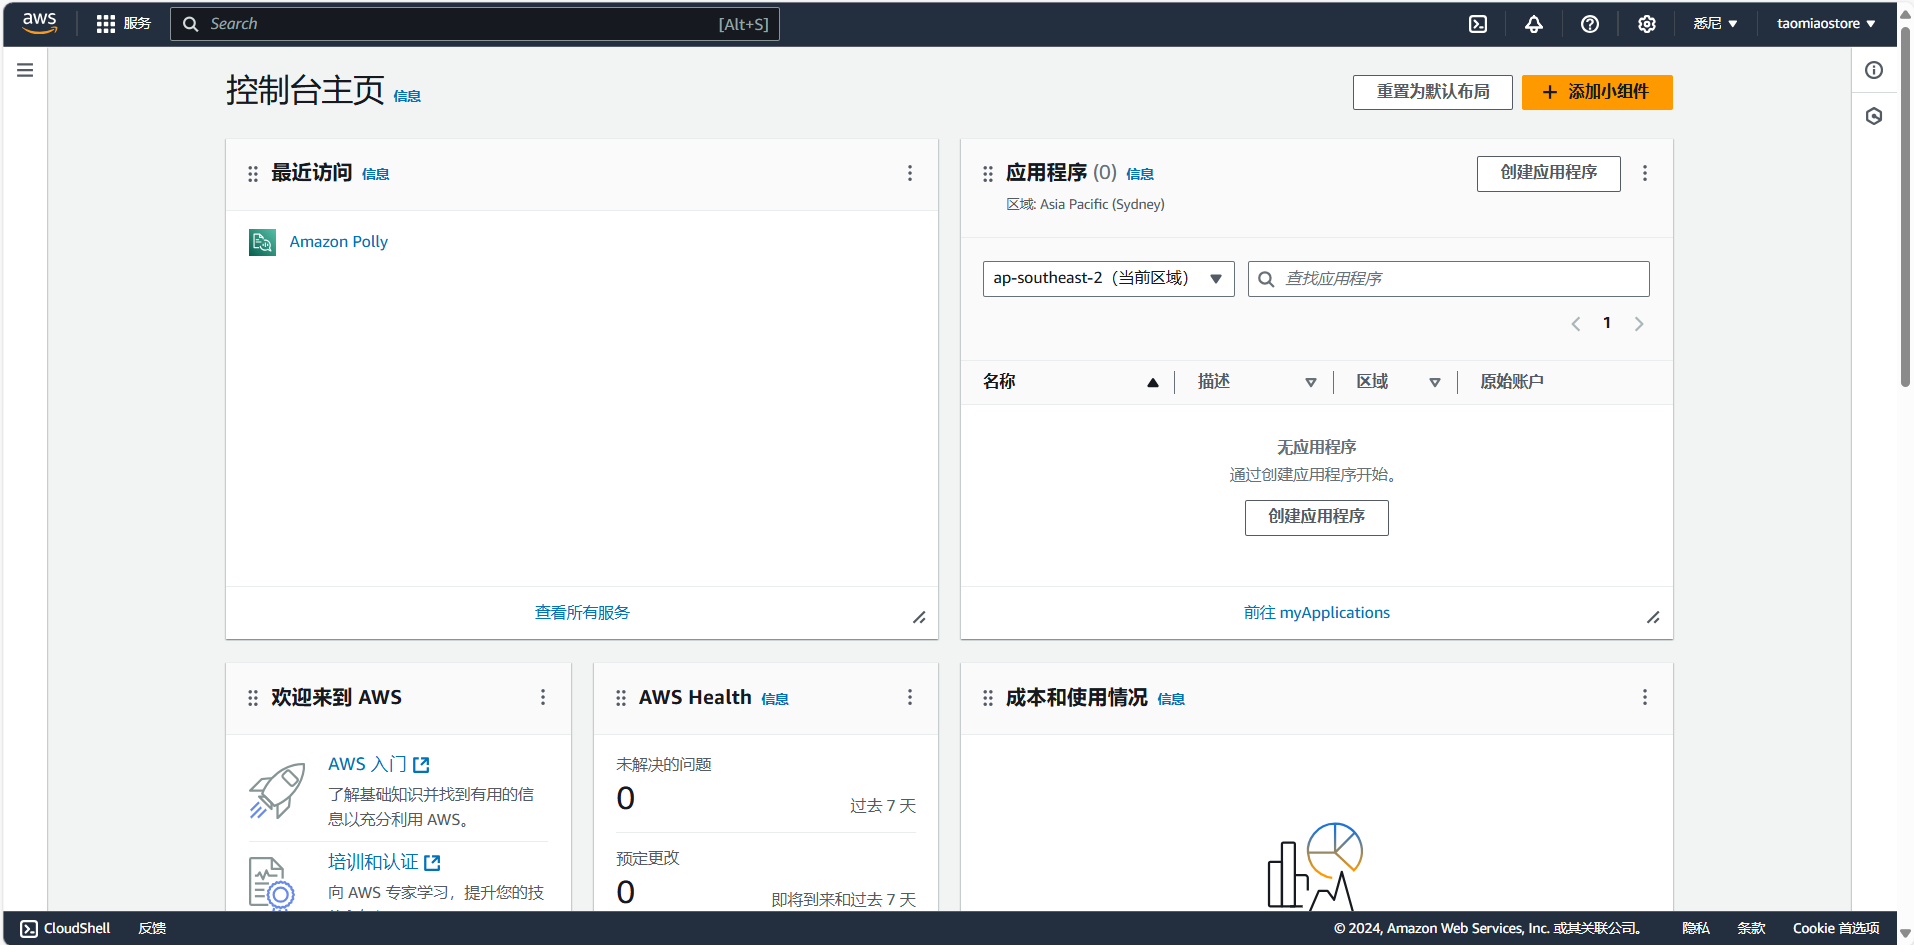 aws
服务
Search
[Alt+S]
悉尼
taomiaostore
控制台主页 信息
重置为默认布局
添加小组件
最近访问 信息
Amazon Polly
查看所有服务
应用程序 (0) 信息
区域: Asia Pacific (Sydney)
创建应用程序
ap-southeast-2（当前区域）
查找应用程序
1
名称
描述
区域
原始账户
无应用程序
通过创建应用程序开始。
创建应用程序
前往 myApplications
欢迎来到 AWS
AWS 入门
了解基础知识并找到有用的信
息以充分利用 AWS。
培训和认证
向 AWS 专家学习，提升您的技
AWS Health 信息
未解决的问题
0
过去 7 天
预定更改
0
即将到来和过去 7 天
成本和使用情况 信息
CloudShell
反馈
© 2024, Amazon Web Services, Inc. 或其关联公司。
隐私
条款
Cookie 首选项